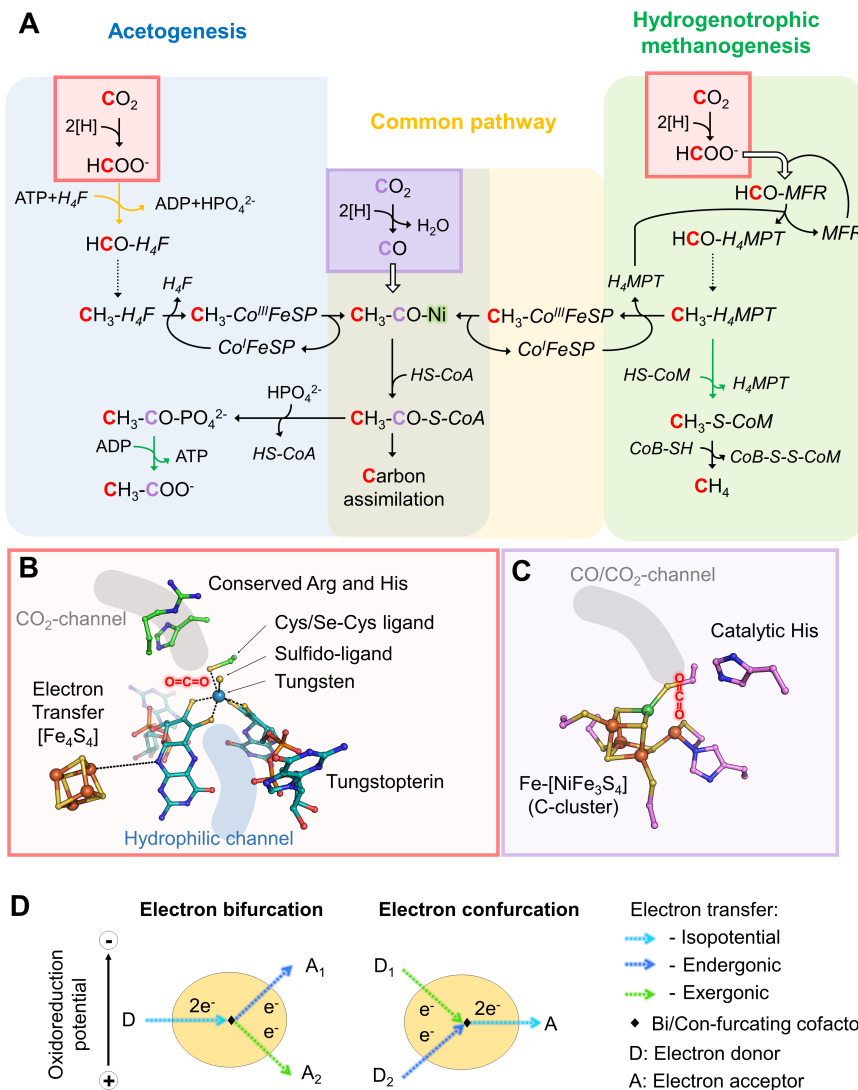 A
Acetogenesis
Hydrogenotrophic
methanogenesis
Common pathway
CO₂
2[H]
HCOO⁻
ATP+H₄F
ADP+HPO₄²⁻
HCO-H₄F
CH₃-H₄F
H₄F
CH₃-CoᴵᴵᴵFeSP
CoᴵFeSP
CO₂
2[H]
H₂O
CO
CH₃-CO-Ni
HS-CoA
CH₃-CO-S-CoA
Carbon
assimilation
HPO₄²⁻
HS-CoA
CH₃-CO-PO₄²⁻
ADP
ATP
CH₃-COO⁻
CO₂
2[H]
HCOO⁻
HCO-MFR
MFR
HCO-H₄MPT
H₄MPT
CH₃-CoᴵᴵᴵFeSP
CH₃-H₄MPT
CoᴵFeSP
HS-CoM
H₄MPT
CH₃-S-CoM
CoB-SH
CoB-S-S-CoM
CH₄
B
Conserved Arg and His
CO₂-channel
Cys/Se-Cys ligand
Sulfido-ligand
Tungsten
O=C=O
Electron
Transfer
[Fe₄S₄]
Tungstopterin
Hydrophilic channel
C
CO/CO₂-channel
Catalytic His
O=C=O
Fe-[NiFe₃S₄]
(C-cluster)
D
Electron bifurcation
Electron confurcation
Electron transfer:
- Isopotential
- Endergonic
- Exergonic
Bi/Con-furcating cofacto
D: Electron donor
A: Electron acceptor
Oxidoreduction
potential
-
+
D
2e⁻
e⁻
e⁻
A₁
A₂
D₁
D₂
e⁻
e⁻
2e⁻
A